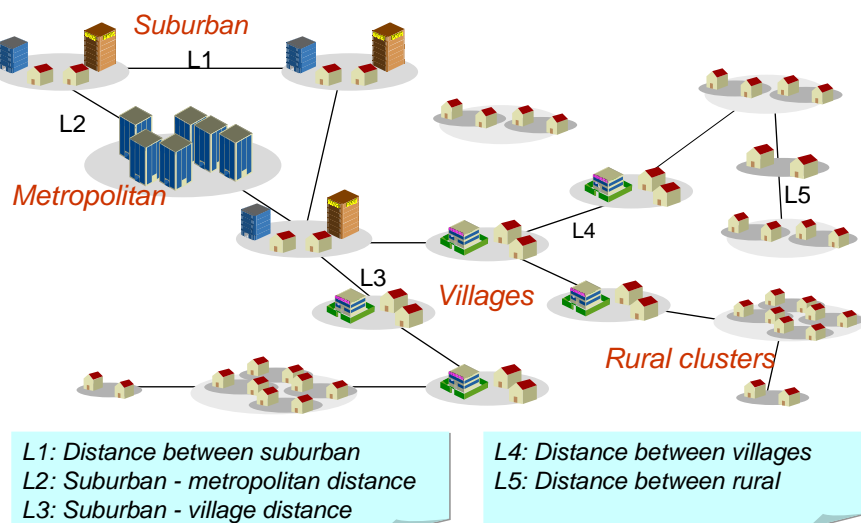 Suburban
L1
L2
Metropolitan
L5
L4
L3
Villages
Rural clusters
L1: Distance between suburban
L2: Suburban - metropolitan distance
L3: Suburban - village distance
L4: Distance between villages
L5: Distance between rural